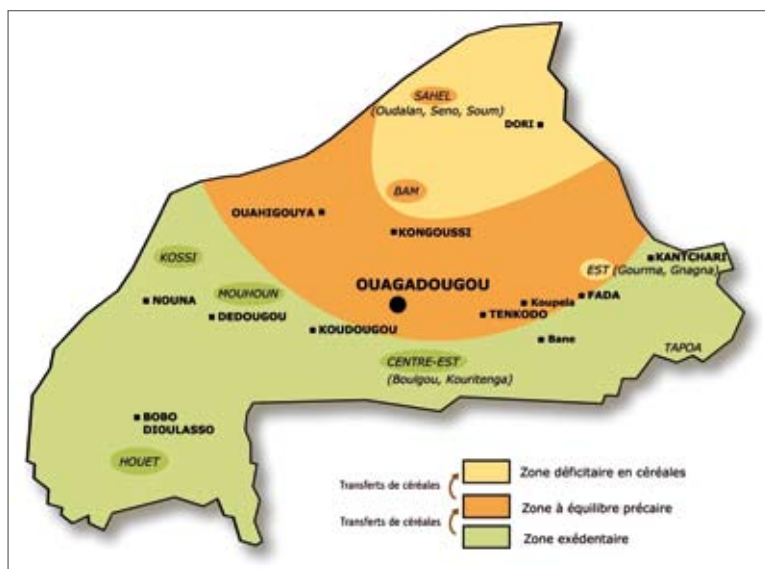 SAHEL
(Oudalan, Seno, Soum)
DORI
BAM
OUAHIGOUYA
KONGOUSSI
KOSSI
EST (Gourma, Gnagna)
KANTCHARI
MOUHOUN
OUAGADOUGOU
NOUNA
DEDOUGOU
Koupela
FADA
TENKODO
KOUDOUGOU
Bane
TAPOA
CENTRE-EST
(Boulgou, Kouritenga)
BOBO
DIOULASSO
HOUET
Zone déficitaire en céréales
Transferts de céréales
Zone à équilibre précaire
Transferts de céréales
Zone exédentaire